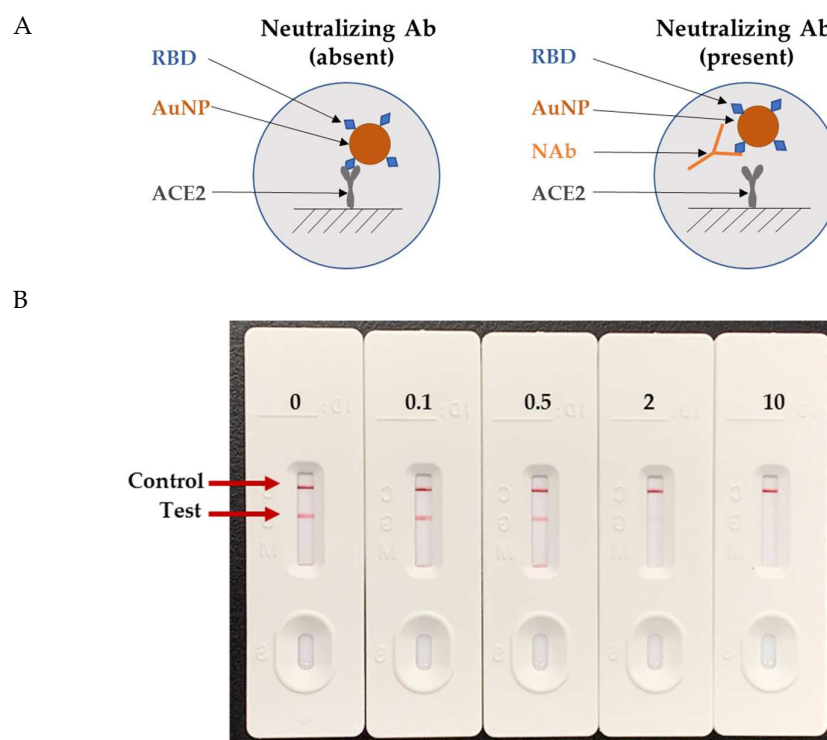 A
Neutralizing Ab
(absent)
RBD
AuNP
ACE2
Neutralizing Ab
(present)
RBD
AuNP
NAb
ACE2
B
0
0.1
0.5
2
10
Control
Test